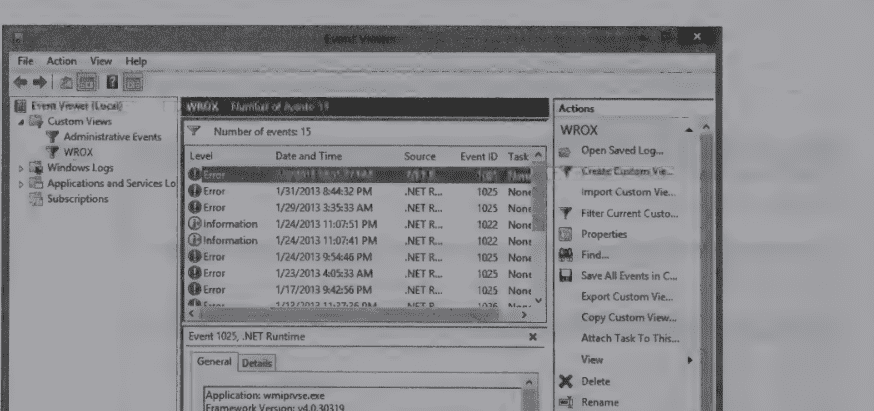 Event Viewer
File Action View Help
Event Viewer (Local)
Custom Views
Administrative Events
WROX
Windows Logs
Applications and Services Lo
Subscriptions
WROX Number of events: 15
Number of events: 15
Level Date and Time Source Event ID Task
Error
Error 1/31/2013 8:44:32 PM .NET R... 1025 None
Error 1/29/2013 3:35:33 AM .NET R... 1025 None
Information 1/24/2013 11:07:51 PM .NET R... 1022 None
Information 1/24/2013 11:07:41 PM .NET R... 1022 None
Error 1/24/2013 9:54:46 PM .NET R... 1025 None
Error 1/23/2013 4:05:33 AM .NET R... 1025 None
Error 1/17/2013 9:42:56 PM .NET R... 1025 None
Event 1025, .NET Runtime
General Details
Application: wmiprvse.exe
Framework Version: v4.0.30319
Actions
WROX
Open Saved Log...
Create Custom Vie...
Import Custom Vie...
Filter Current Custo...
Properties
Find...
Save All Events in C...
Export Custom Vie...
Copy Custom View...
Attach Task To This...
View
Delete
Rename